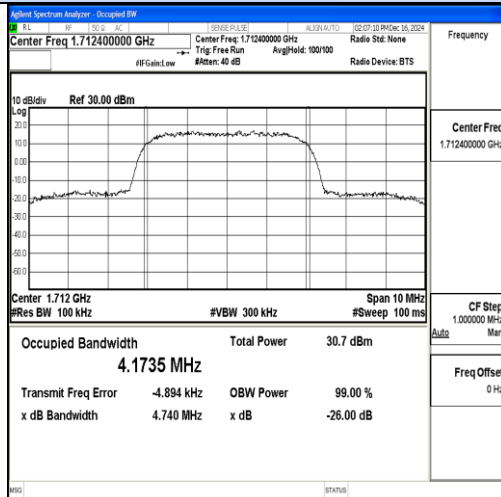 Agilent Spectrum Analyzer - Occupied BW
RL RF 50 Ω AC SENSE:PULSE ALIGN AUTO 02:07:10 PM Dec 16, 2024
Center Freq 1.712400000 GHz
Center Freq: 1.712400000 GHz
Radio Std: None
Trig: Free Run Avg|Hold: 100/100
#IFGain:Low #Atten: 40 dB Radio Device: BTS
Frequency
10 dB/div Ref 30.00 dBm
Log
20.0
10.0
0.00
-10.0
-20.0
-30.0
-40.0
-50.0
-60.0
Center Freq
1.712400000 GHz
Center 1.712 GHz Span 10 MHz
#Res BW 100 kHz #VBW 300 kHz #Sweep 100 ms
CF Step
1.000000 MHz
Auto Man
Occupied Bandwidth Total Power 30.7 dBm
4.1735 MHz
Transmit Freq Error -4.894 kHz OBW Power 99.00 %
x dB Bandwidth 4.740 MHz x dB -26.00 dB
Freq Offset
0 Hz
MSG STATUS